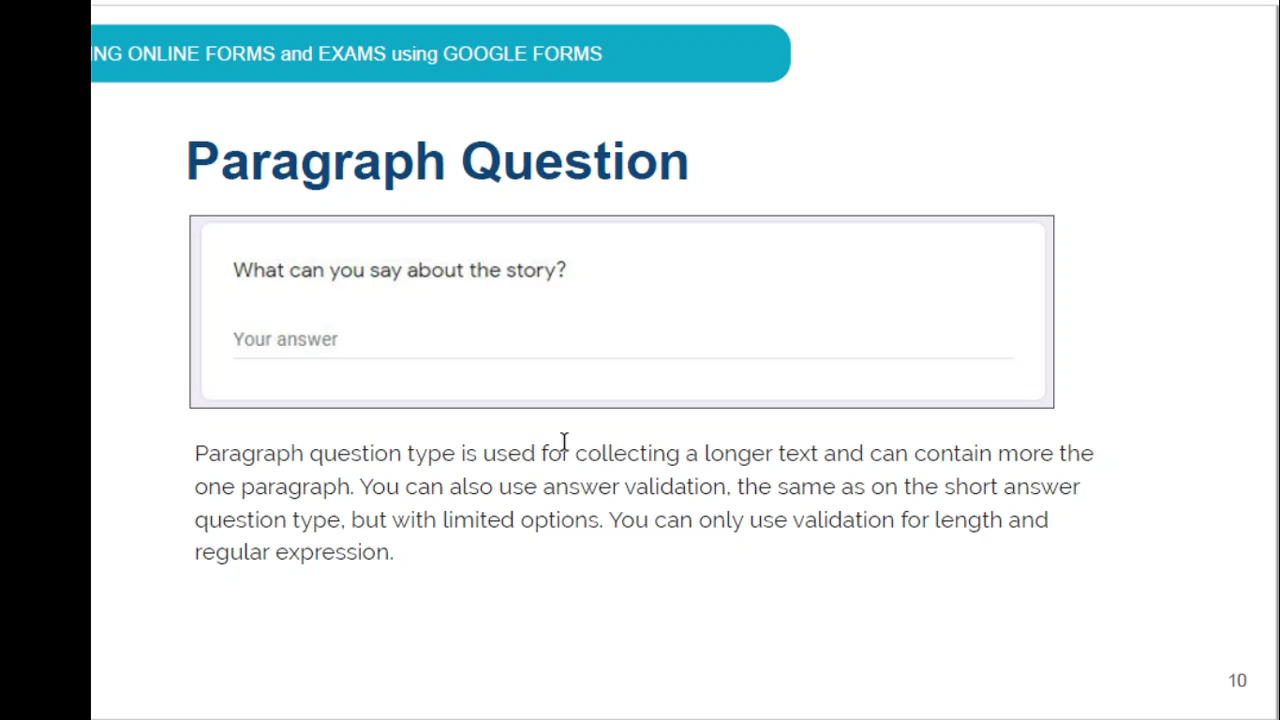 NG ONLINE FORMS and EXAMS using GOOGLE FORMS
Paragraph Question
What can you say about the story?
Your answer
Paragraph question type is used for collecting a longer text and can contain more the
one paragraph. You can also use answer validation, the same as on the short answer
question type, but with limited options. You can only use validation for length and
regular expression.
10